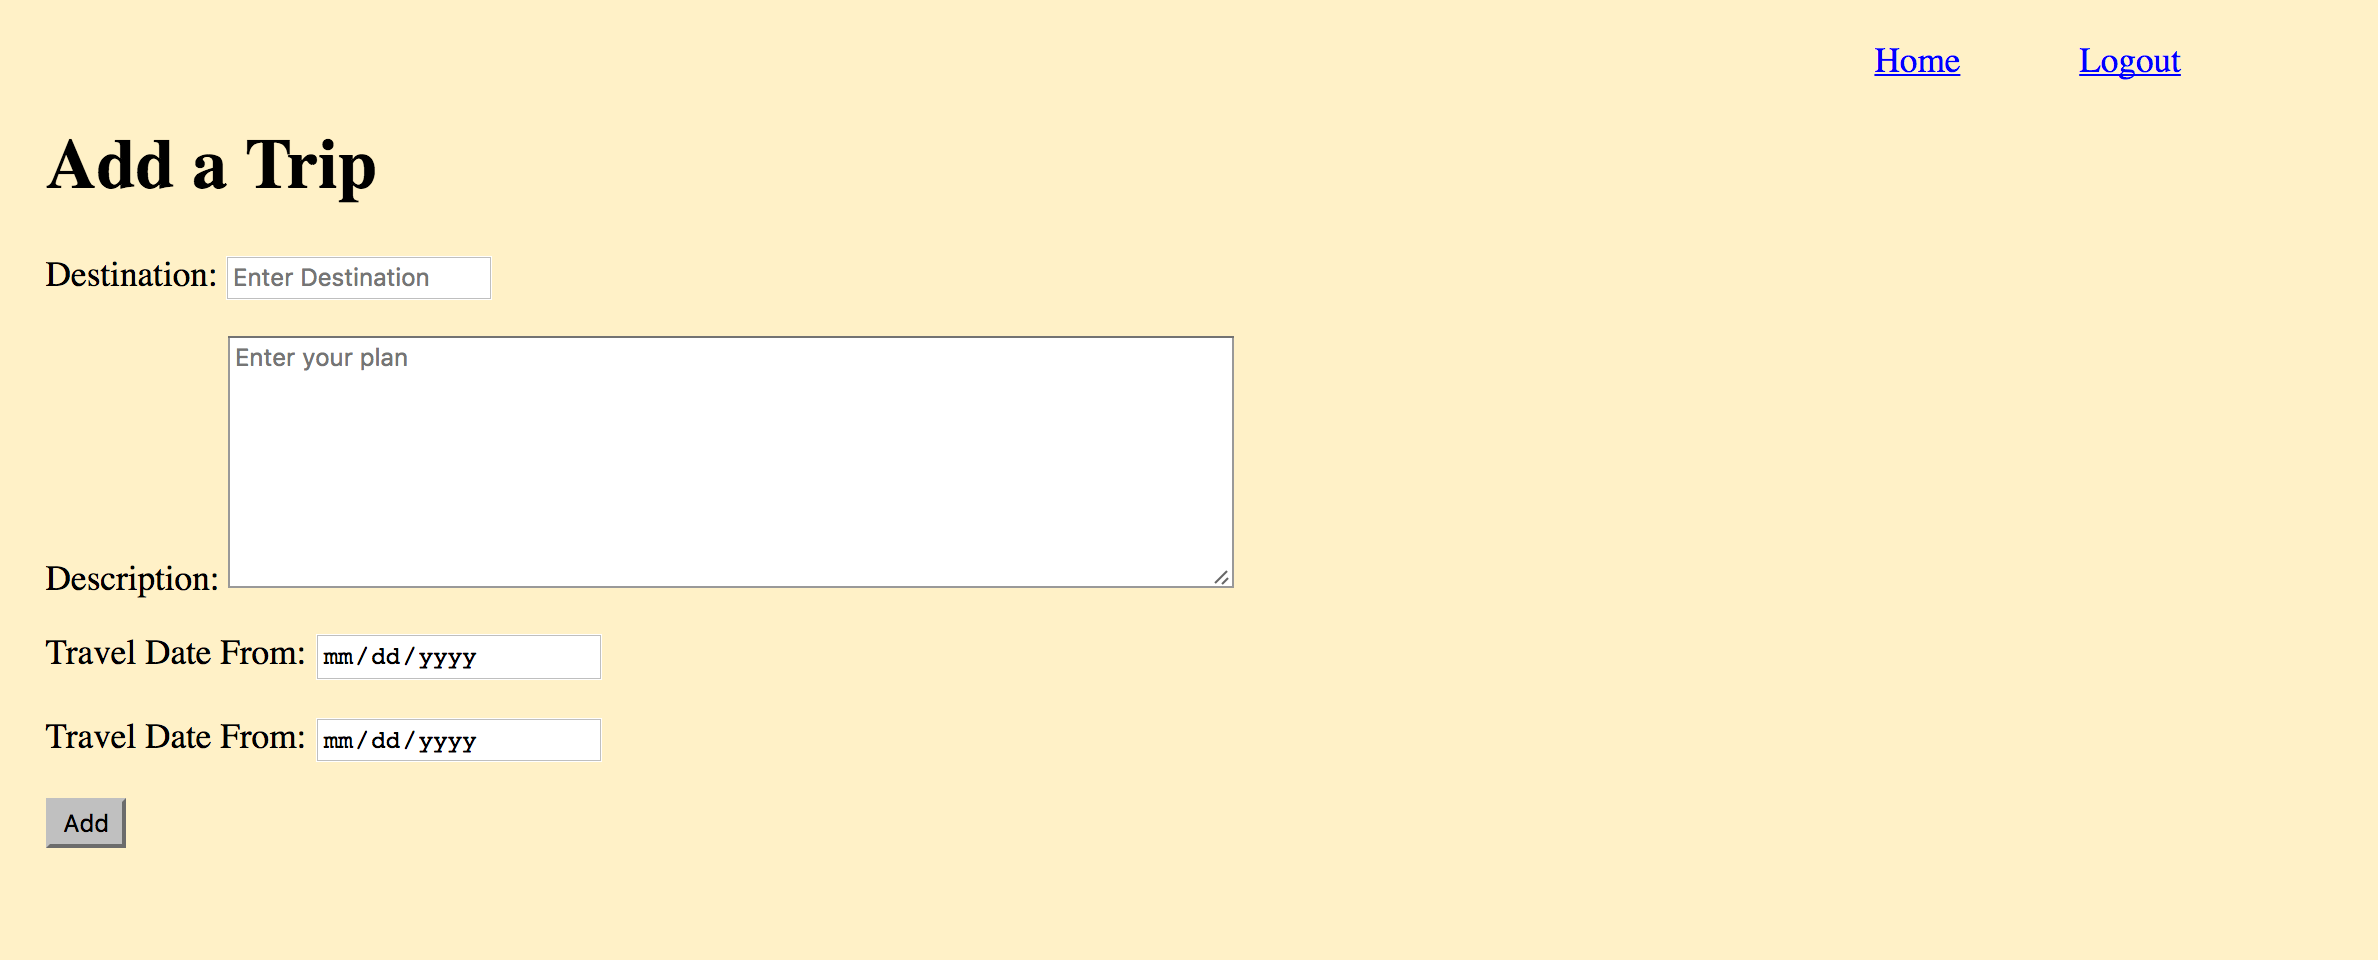 Home Logout
Add a Trip
Destination: Enter Destination
Enter your plan
Description:
Travel Date From: mm/dd/yyyy
Travel Date From: mm/dd/yyyy
Add